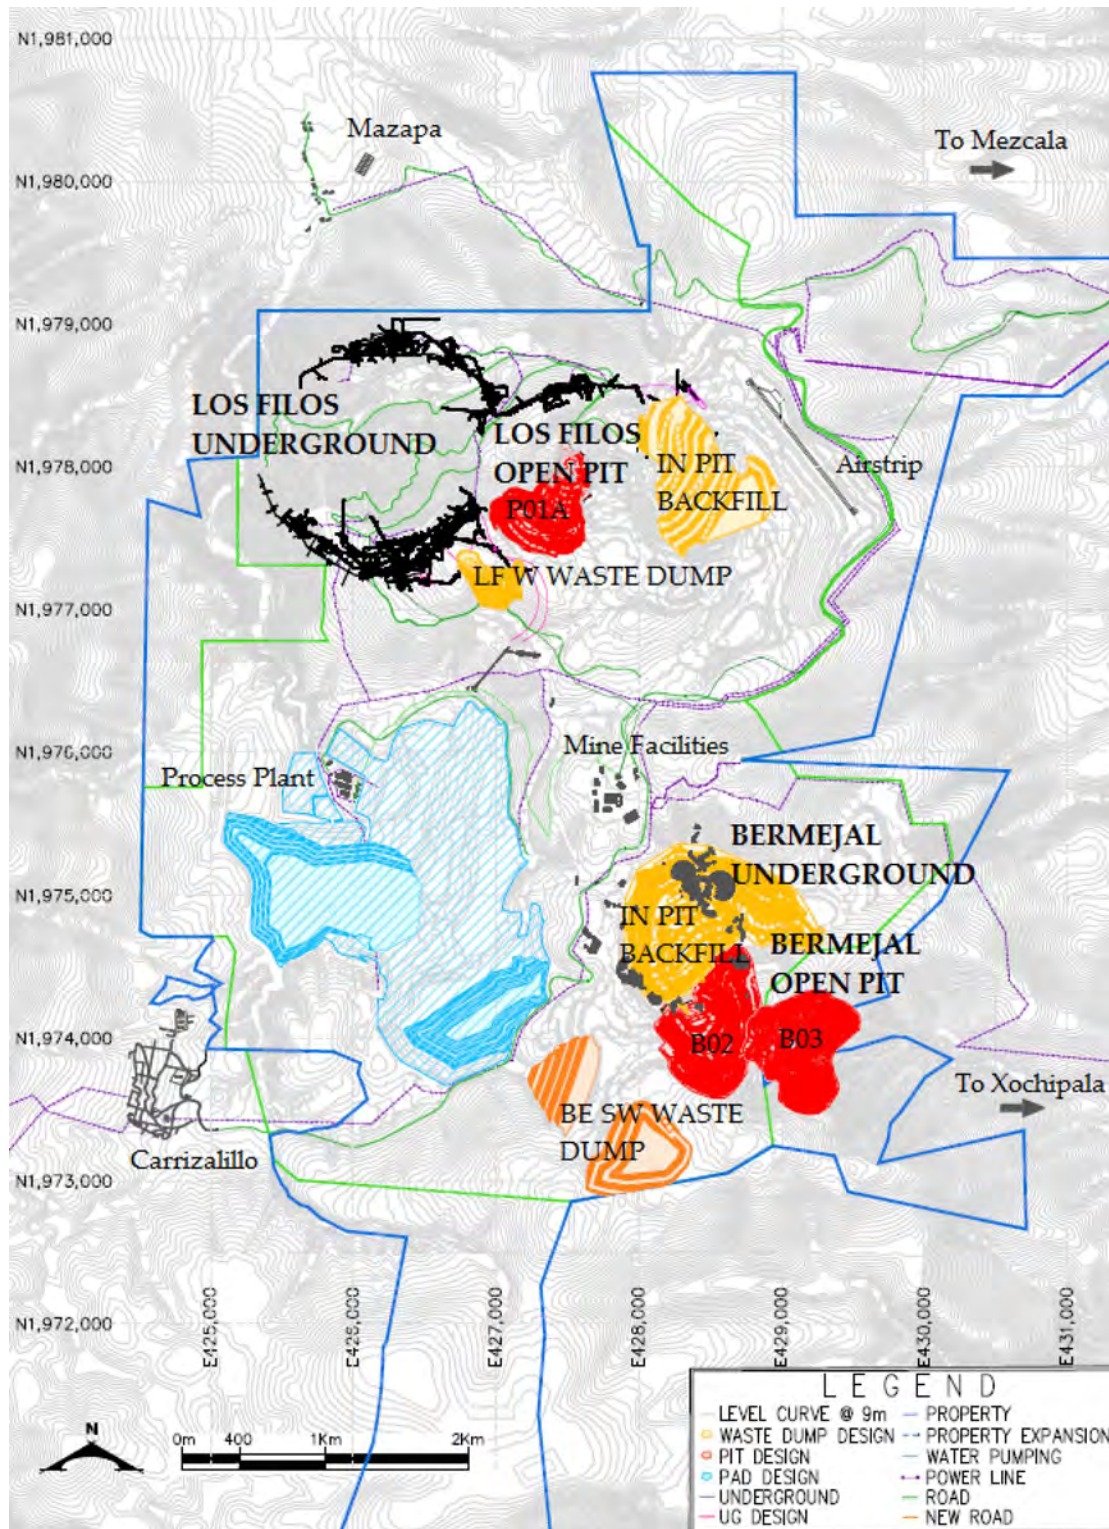 N1,981,000
Mazapa
To Mezcala
N1,980,000
N1,979,000
LOS FILOS
UNDERGROUND
LOS FILOS
OPEN PIT
N1,978,000
IN PIT
BACKFILL
Airstrip
P01A
LF W WASTE DUMP
N1,977,000
N1,976,000
Mine Facilities
Process Plant
BERMEJAL
UNDERGROUND
N1,975,000
IN PIT
BACKFILL
BERMEJAL
OPEN PIT
N1,974,000
B02
B03
To Xochipala
BE SW WASTE
DUMP
Carrizalillo
N1,973,000
N1,972,000
E425,000
E426,000
E427,000
E428,000
E429,000
E430,000
E431,000
N
0m 400 1Km 2Km
LEGEND
LEVEL CURVE @ 9m
WASTE DUMP DESIGN
PIT DESIGN
PAD DESIGN
UNDERGROUND
UG DESIGN
PROPERTY
PROPERTY EXPANSION
WATER PUMPING
POWER LINE
ROAD
NEW ROAD